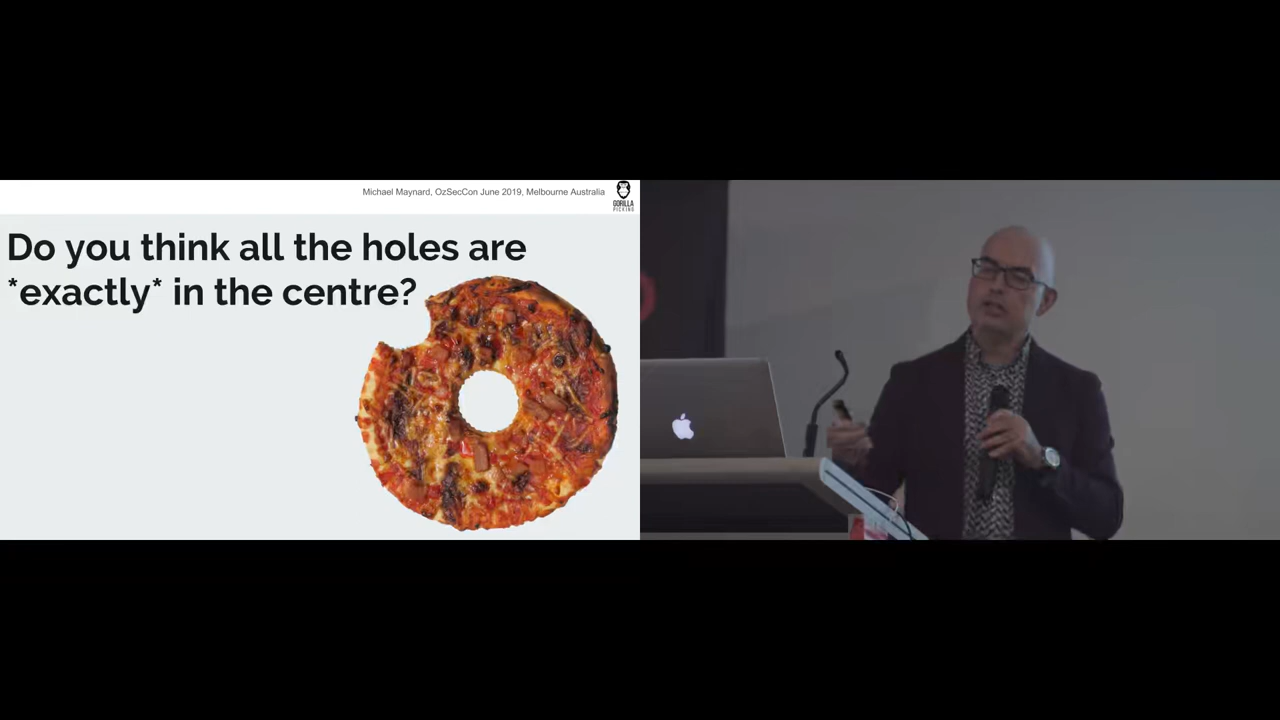 Michael Maynard, OzSecCon June 2019, Melbourne Australia
GORILLA
PICKING
Do you think all the holes are
*exactly* in the centre?